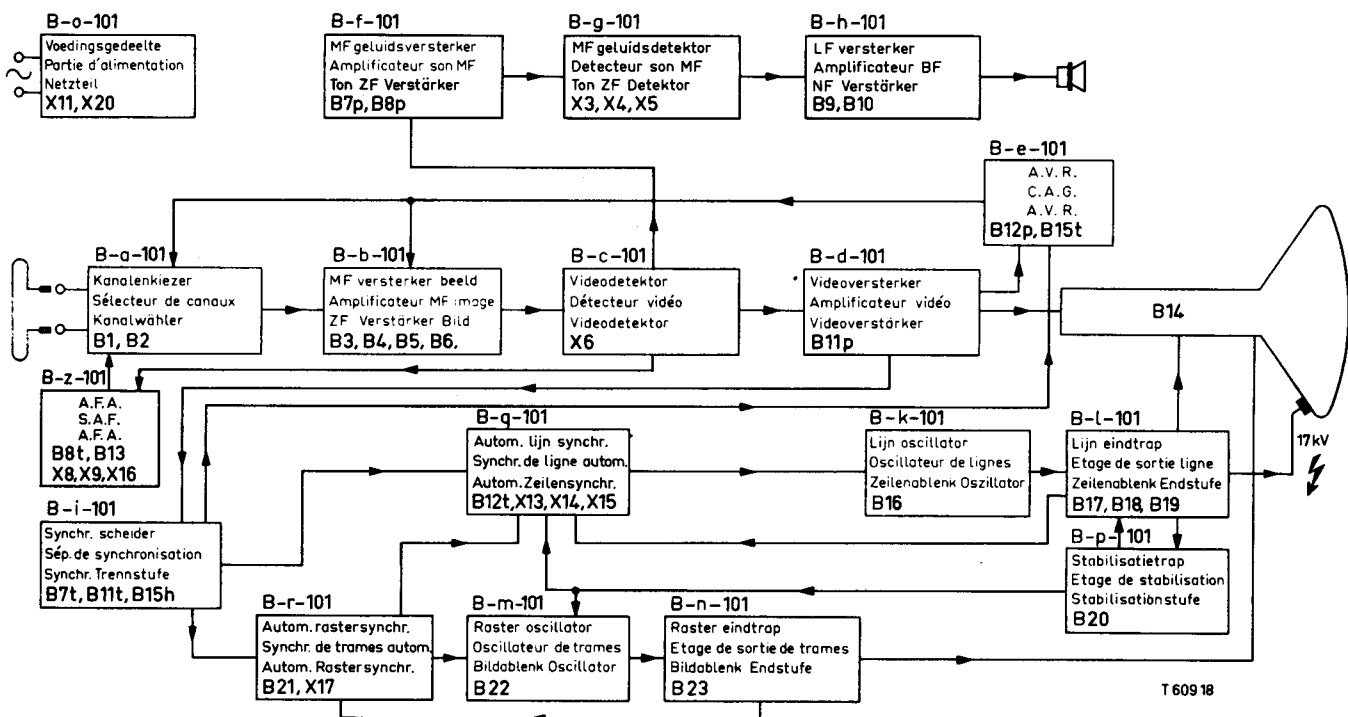 B-o-101
Voedingsgedeelte
Partie d'alimentation
Netzteil
X11, X20
B-f-101
MF geluidsversterker
Amplificateur son MF
Ton ZF Verstärker
B7p, B8p
B-g-101
MF geluidsdetektor
Detecteur son MF
Ton ZF Detektor
X3, X4, X5
B-h-101
LF versterker
Amplificateur BF
NF Verstärker
B9, B10
B-e-101
A.V.R.
C.A.G.
A.V.R.
B12p, B15t
B-a-101
Kanalenkiezer
Sélecteur de canaux
Kanalwähler
B1, B2
B-b-101
MF versterker beeld
Amplificateur MF image
ZF Verstärker Bild
B3, B4, B5, B6.
B-c-101
Videodetektor
Détecteur vidéo
Videodetektor
X6
B-d-101
Videoversterker
Amplificateur vidéo
Videoverstärker
B11p
B14
B-z-101
A.F.A.
S.A.F.
A.F.A.
B8t, B13
X8, X9, X16
B-q-101
Autom. lijn synchr.
Synchr. de ligne autom.
Autom. Zeilensynchr.
B12t, X13, X14, X15
B-k-101
Lijn oscillator
Oscillateur de lignes
Zeilenablenk Oszillator
B16
B-l-101
Lijn eindtrap
Etage de sortie ligne
Zeilenablenk Endstufe
B17, B18, B19
17kV
B-i-101
Synchr. scheider
Sép. de synchronisation
Synchr. Trennstufe
B7t, B11t, B15h
B-p-101
Stabilisatietrap
Etage de stabilisation
Stabilisationstufe
B20
B-r-101
Autom. rastersynchr.
Synchr. de trames autom.
Autom. Rastersynchr.
B21, X17
B-m-101
Raster oscillator
Oscillateur de trames
Bildablenk Oscillator
B22
B-n-101
Raster eindtrap
Etage de sortie de trames
Bildablenk Endstufe
B23
T 609 18